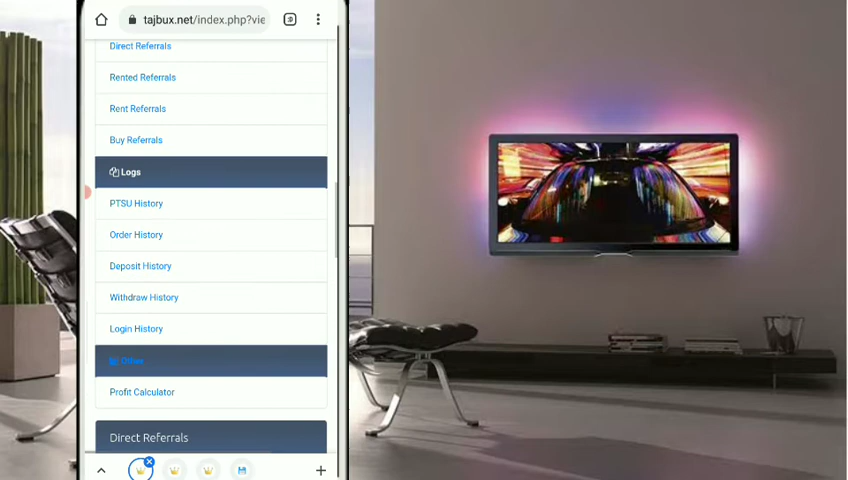 tajbux.net/index.php?vie
Direct Referrals
Rented Referrals
Rent Referrals
Buy Referrals
Logs
PTSU History
Order History
Deposit History
Withdraw History
Login History
Other
Profit Calculator
Direct Referrals